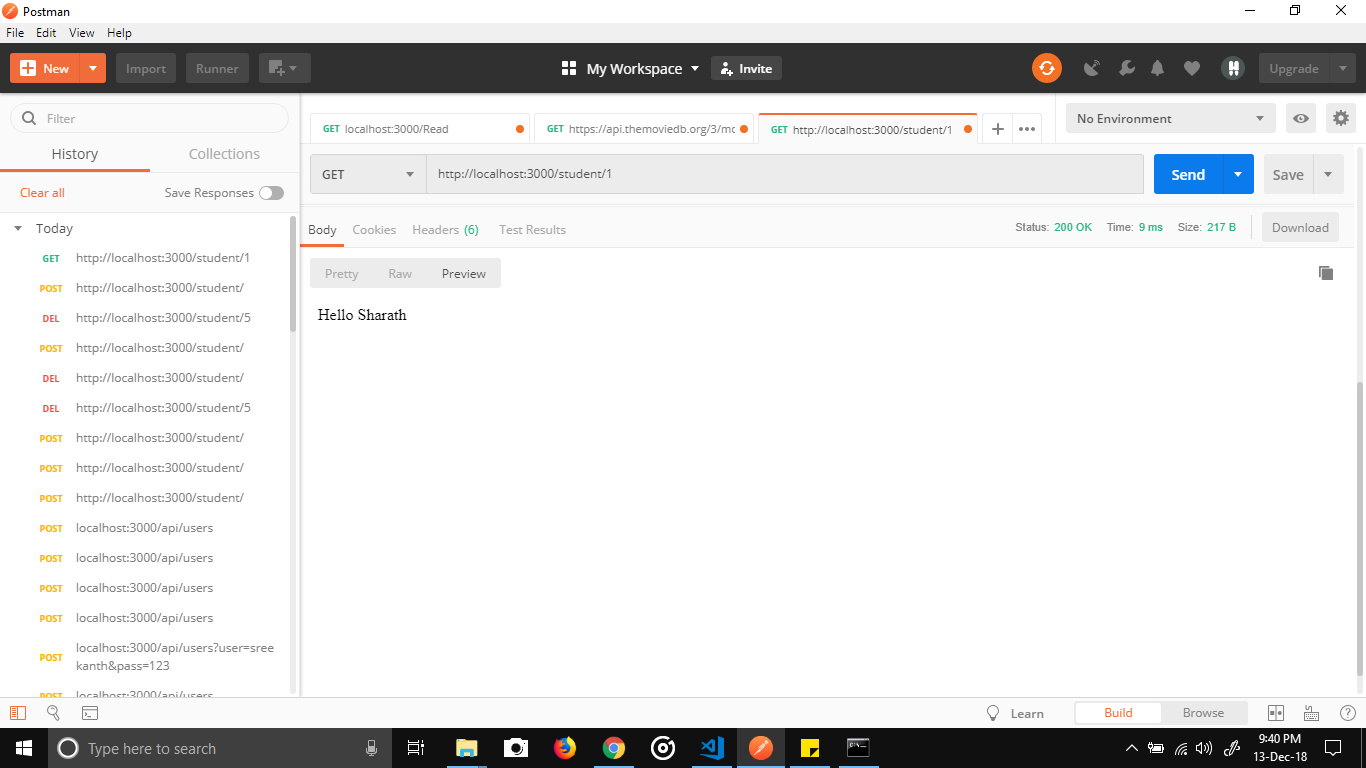 Postman
File Edit View Help
New Import Runner My Workspace Invite Upgrade
Filter
History Collections
Clear all Save Responses
Today
GET http://localhost:3000/student/1
POST http://localhost:3000/student/
DEL http://localhost:3000/student/5
POST http://localhost:3000/student/
DEL http://localhost:3000/student/
DEL http://localhost:3000/student/5
POST http://localhost:3000/student/
POST http://localhost:3000/student/
POST http://localhost:3000/student/
POST localhost:3000/api/users
POST localhost:3000/api/users
POST localhost:3000/api/users
POST localhost:3000/api/users
POST localhost:3000/api/users?user=sree
kanth&pass=123
POST localhost:3000/api/users
GET localhost:3000/Read GET https://api.themoviedb.org/3/mc GET http://localhost:3000/student/1 No Environment
GET http://localhost:3000/student/1 Send Save
Body Cookies Headers (6) Test Results Status: 200 OK Time: 9 ms Size: 217 B Download
Pretty Raw Preview
Hello Sharath
Learn Build Browse
Type here to search
9:40 PM
13-Dec-18